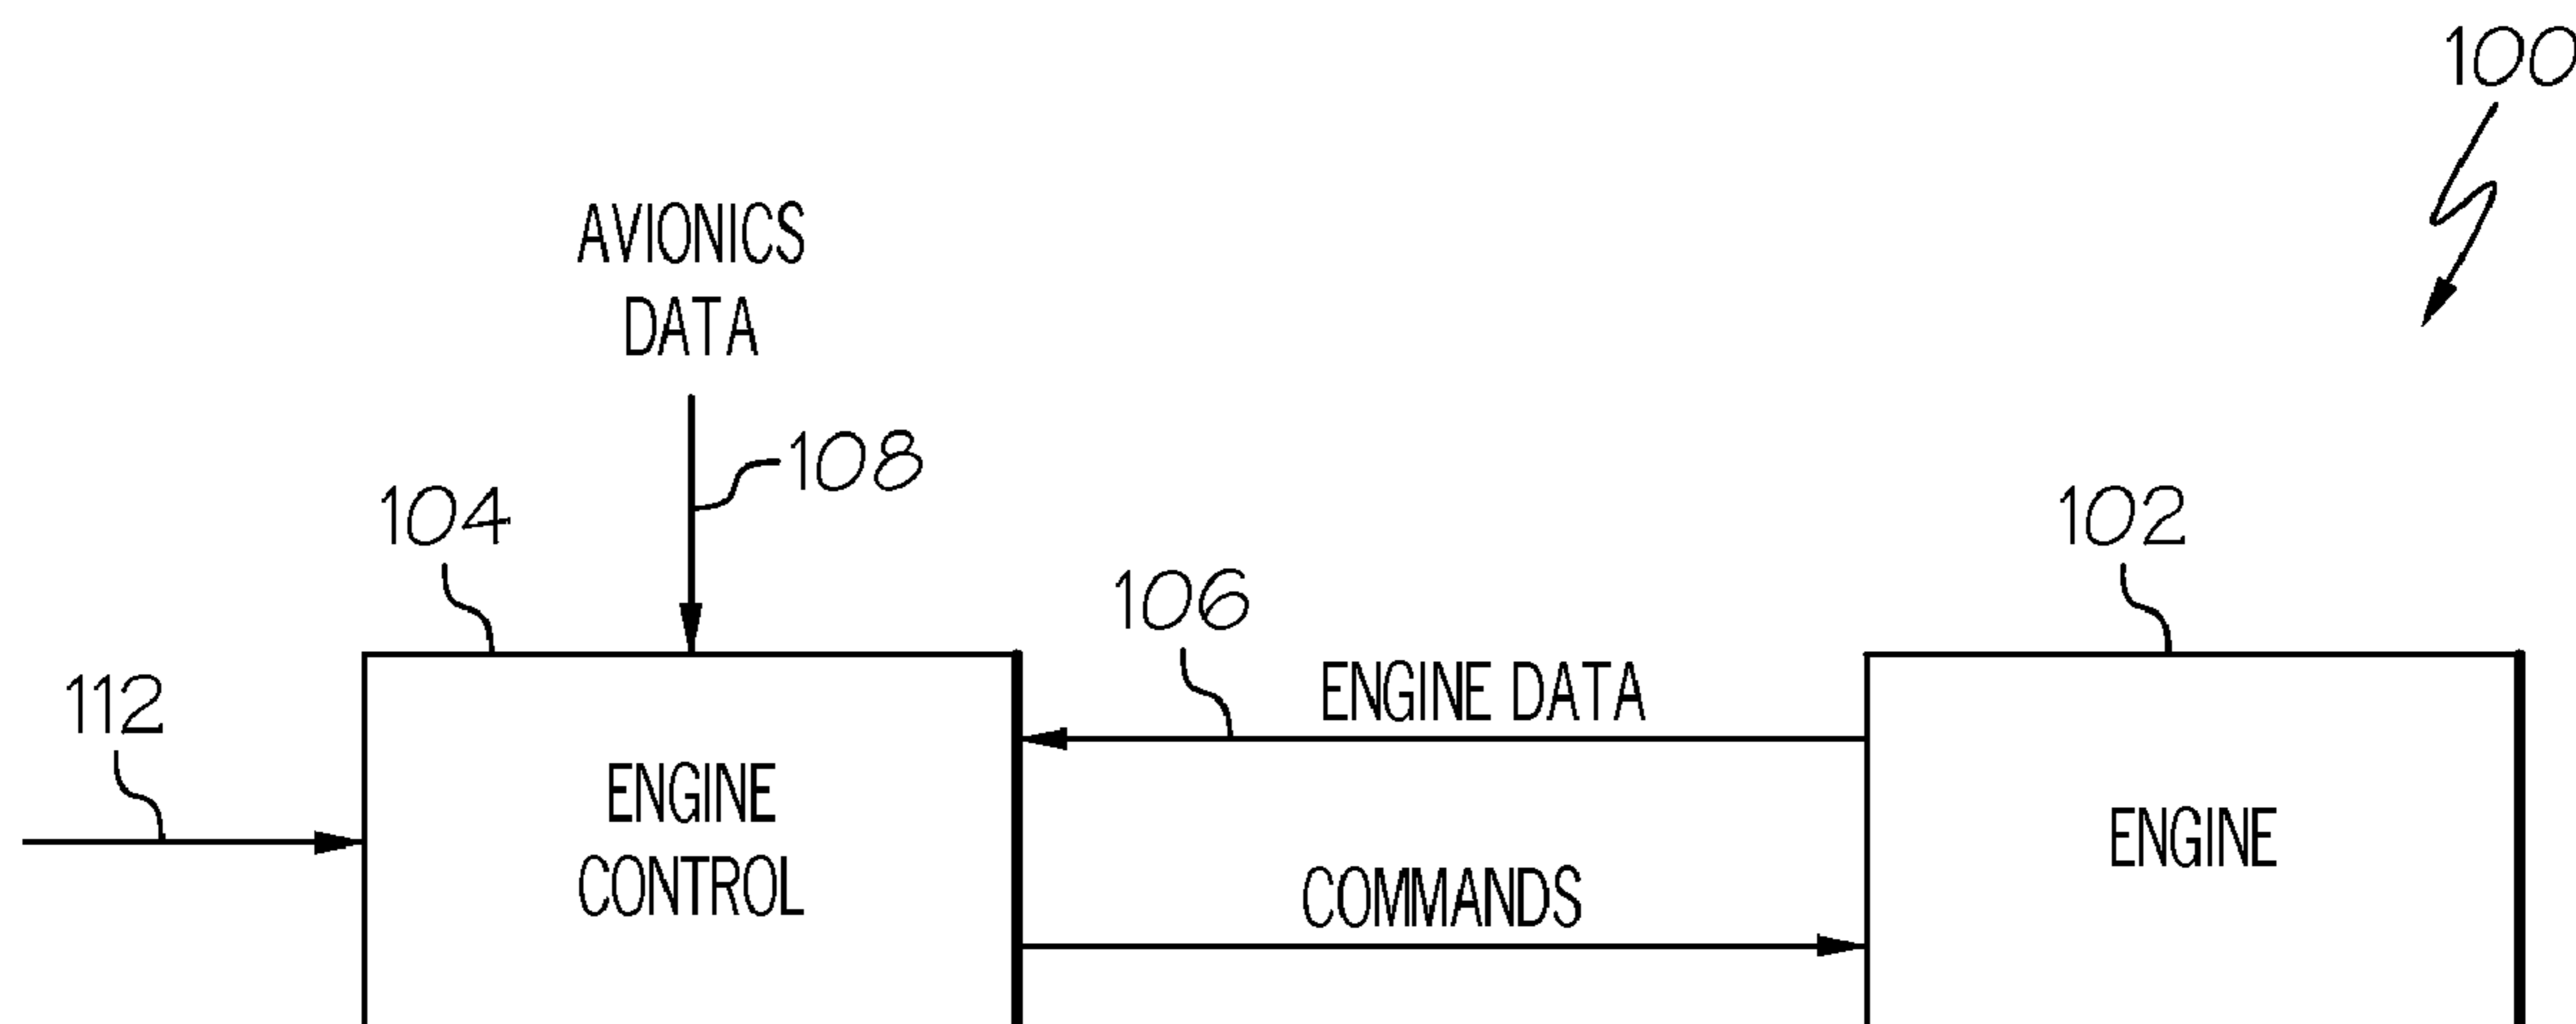 100
AVIONICS
DATA
108
104
102
106
112
ENGINE DATA
ENGINE
CONTROL
ENGINE
COMMANDS